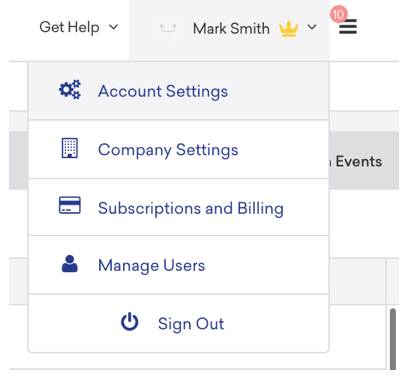 Get Help
Mark Smith
10
Account Settings
Company Settings
Events
Subscriptions and Billing
Manage Users
Sign Out